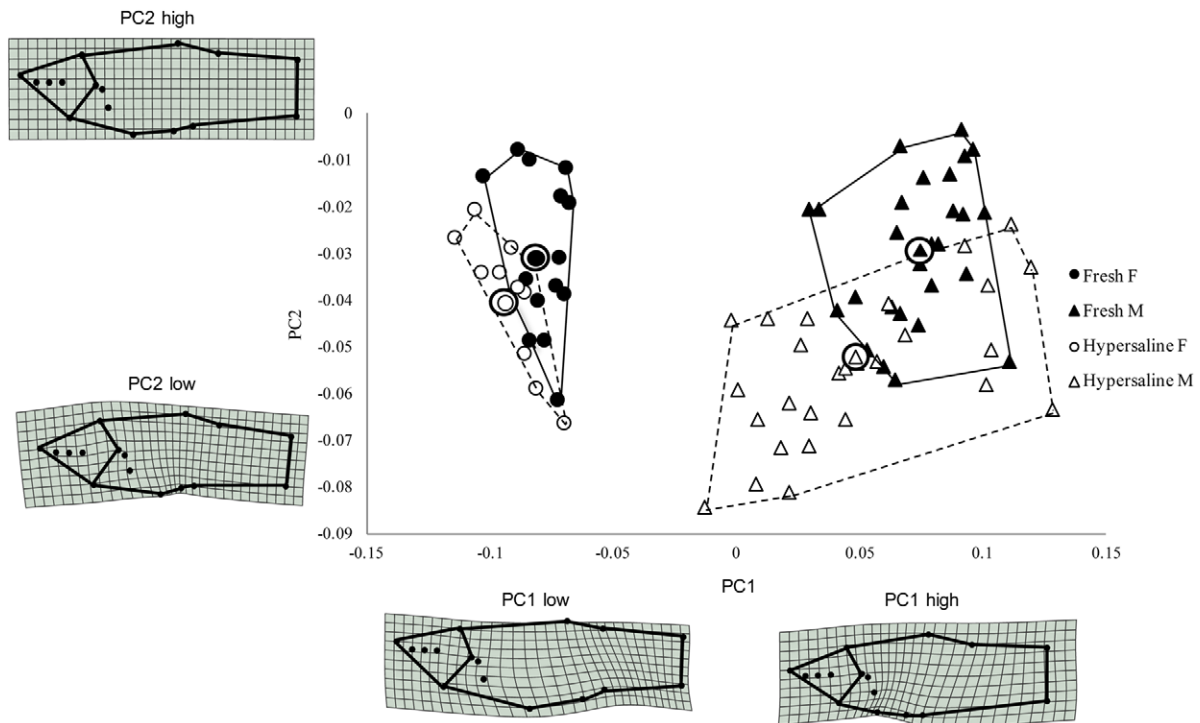 PC2 high
0
-0.01
-0.02
-0.03
-0.04
-0.05
-0.06
-0.07
-0.08
-0.09
PC2
PC2 low
Fresh F
Fresh M
Hypersaline F
Hypersaline M
-0.15
-0.1
-0.05
0
0.05
0.1
0.15
PC1
PC1 low
PC1 high